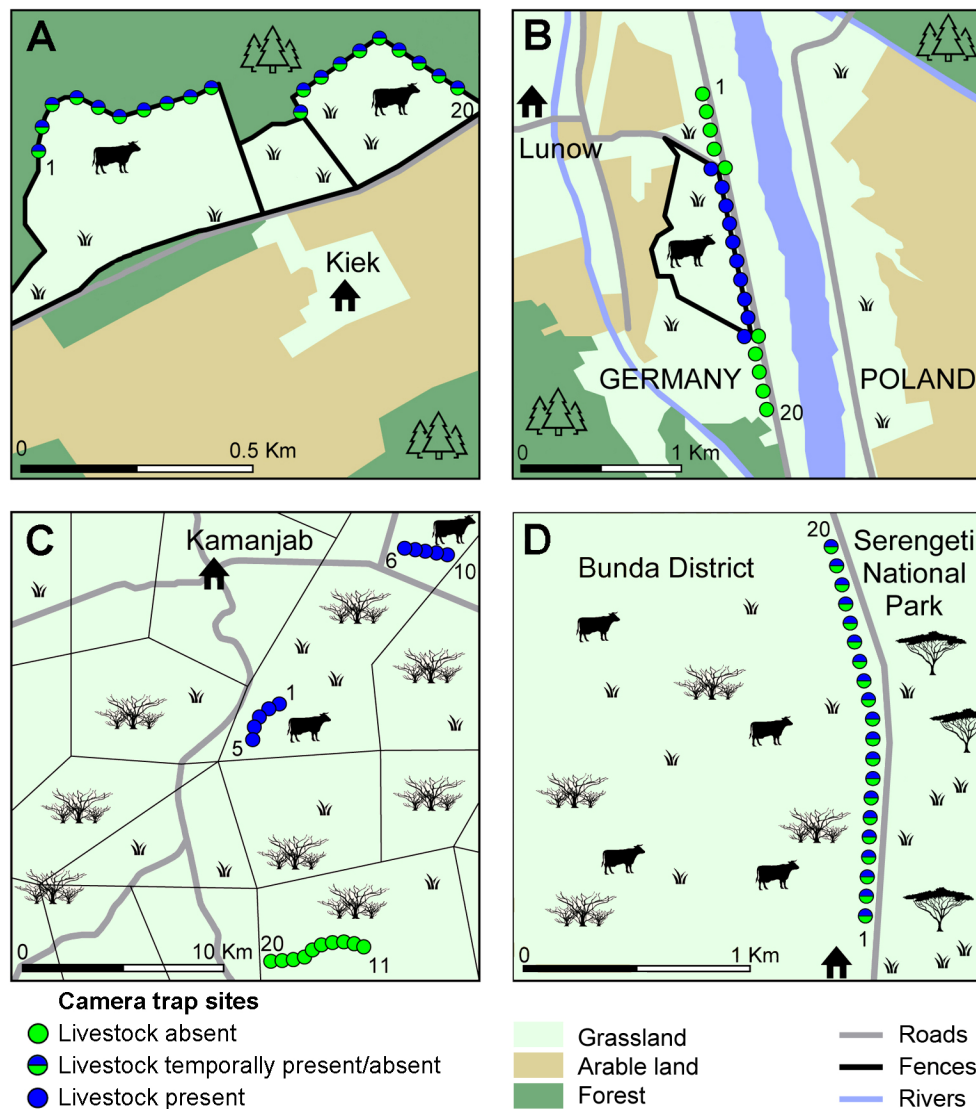 A
1
20
Kiek
0
0.5 Km
B
1
Lunow
GERMANY
POLAND
20
0
1 Km
C
Kamanjab
6
10
1
5
20
11
0
10 Km
D
20
Bunda District
Serengeti
National
Park
1
0
1 Km
Camera trap sites
Livestock absent
Livestock temporally present/absent
Livestock present
Grassland
Arable land
Forest
Roads
Fences
Rivers